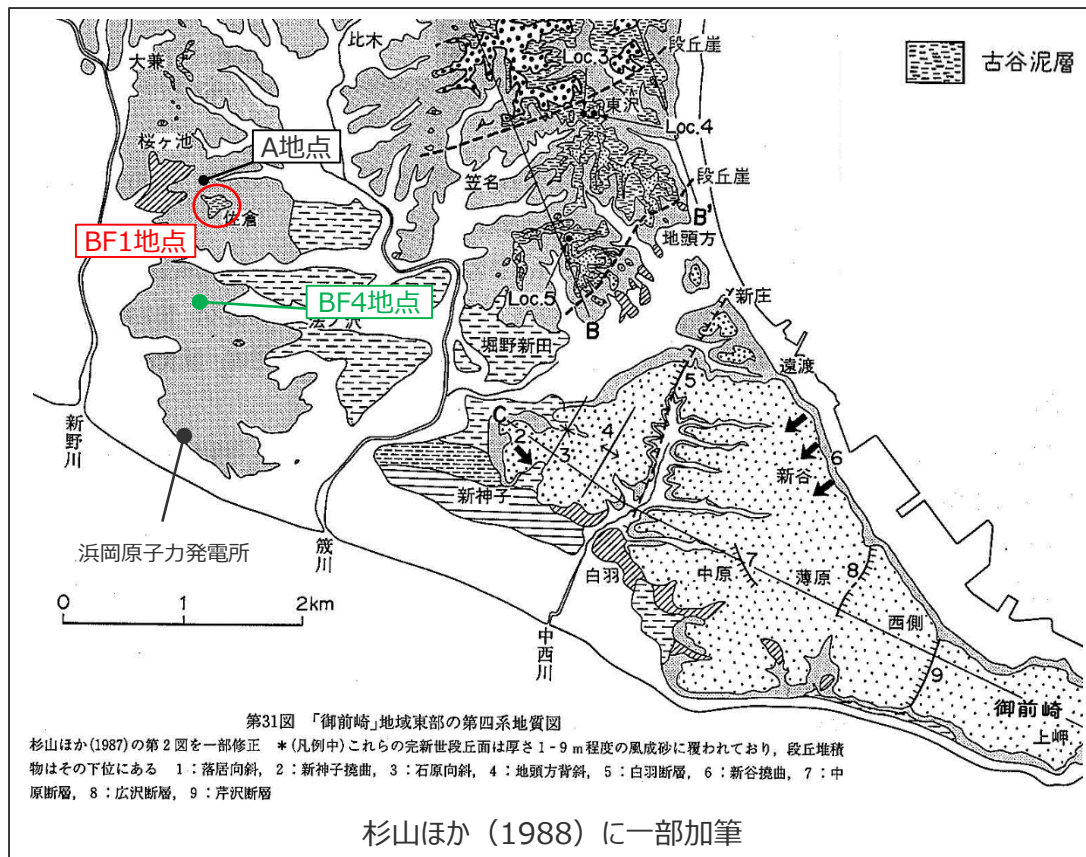 比木
段丘崖
大兼
Loc.3
古谷泥層
東沢
桜ヶ池
A地点
Loc.4
笠名
段丘崖
佐倉
B'
BF1地点
地頭方
BF4地点
Loc.5
新庄
堀野新田
B
遠渡
5
C
4
新野川
2
3
6
新谷
新神子
浜岡原子力発電所
筬川
白羽
中原
7
薄原
8
0 1 2km
西側
中西川
9
御前崎
上岬
第31図 「御前崎」地域東部の第四系地質図
杉山ほか(1987)の第2図を一部修正 *(凡例中)これらの完新世段丘面は厚さ1-9m程度の風成砂に覆われており,段丘堆積
物はその下位にある 1:落居向斜, 2:新神子撓曲, 3:石原向斜, 4:地頭方背斜, 5:白羽断層, 6:新谷撓曲, 7:中
原断層, 8:広沢断層, 9:芹沢断層
杉山ほか(1988)に一部加筆